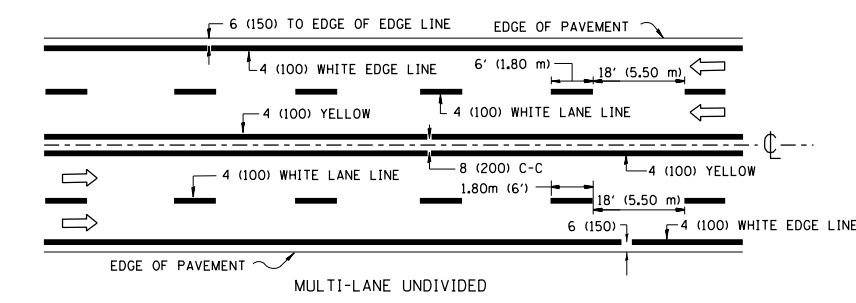 6 (150) TO EDGE OF EDGE LINE
EDGE OF PAVEMENT
4 (100) WHITE EDGE LINE
6' (1.80 m)
18' (5.50 m)
4 (100) YELLOW
4 (100) WHITE LANE LINE
℄
4 (100) WHITE LANE LINE
8 (200) C-C
4 (100) YELLOW
1.80m (6')
18' (5.50 m)
6 (150)
4 (100) WHITE EDGE LINE
EDGE OF PAVEMENT
MULTI-LANE UNDIVIDED